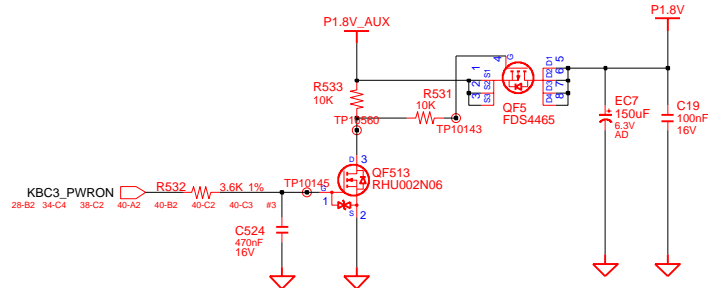 P1.8V_AUX
P1.8V
R533
10K
TP10560
R531
10K
TP10143
4
G
1
2
3
S1
S2
S3
D1
D2
D3
D4
5
6
7
8
QF5
FDS4465
EC7
150uF
6.3V
AD
C19
100nF
16V
D
3
QF513
RHU002N06
KBC3_PWRON
R532
3.6K 1%
TP10145
G
1
S
2
28-B2 34-C4 38-C2 40-A2 40-B2 40-C2 40-C3 #3
C524
470nF
16V